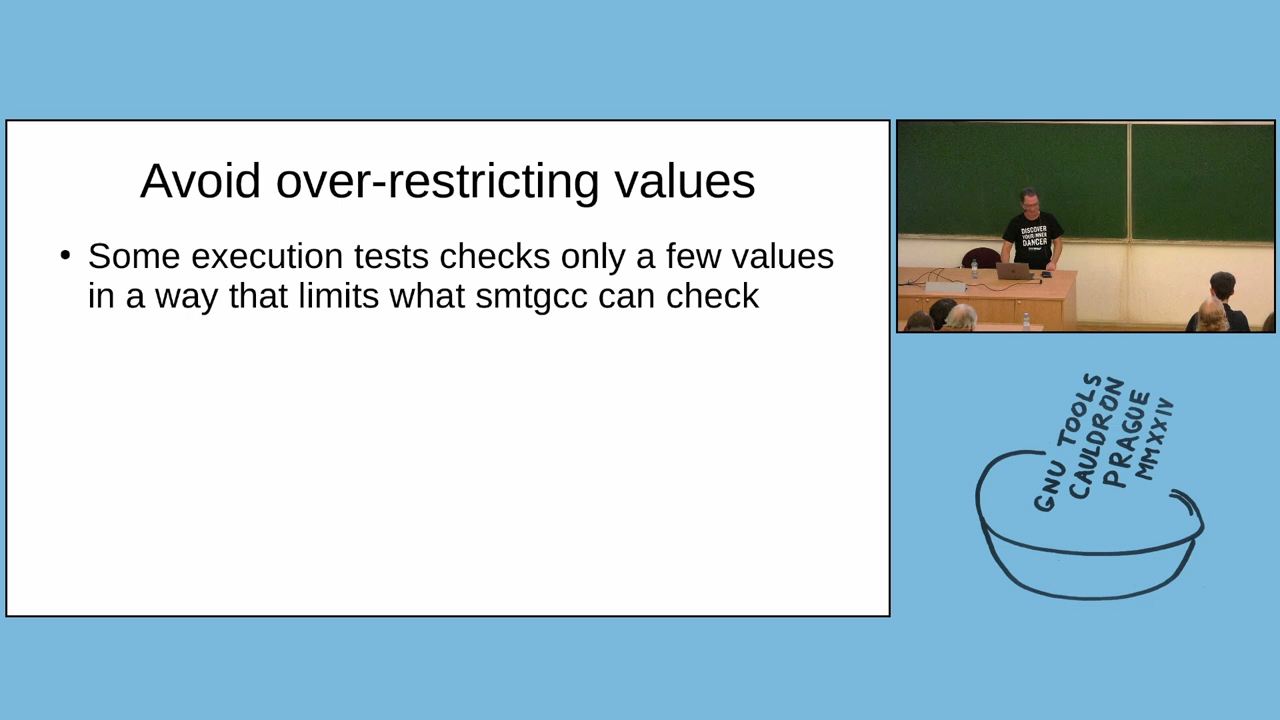 Avoid over-restricting values
• Some execution tests checks only a few values
in a way that limits what smtgcc can check
DISCOVER
YOUR INNER
DANCER
GNU TOOLS
CAULDRON
PRAGUE
MMXXIV